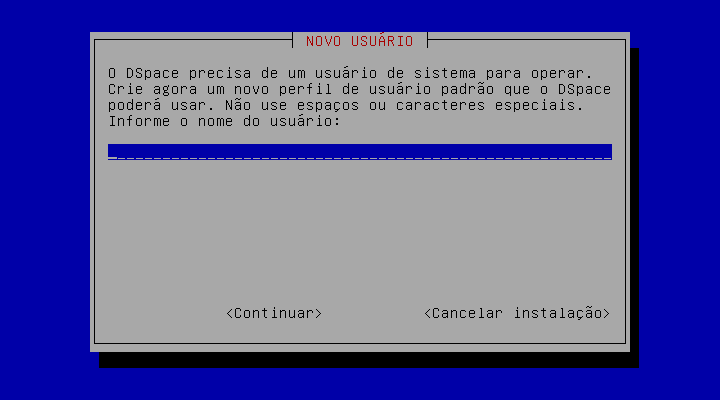 NOVO USUÁRIO
O DSpace precisa de um usuário de sistema para operar.
Crie agora um novo perfil de usuário padrão que o DSpace
poderá usar. Não use espaços ou caracteres especiais.
Informe o nome do usuário:
<Continuar> <Cancelar instalação>